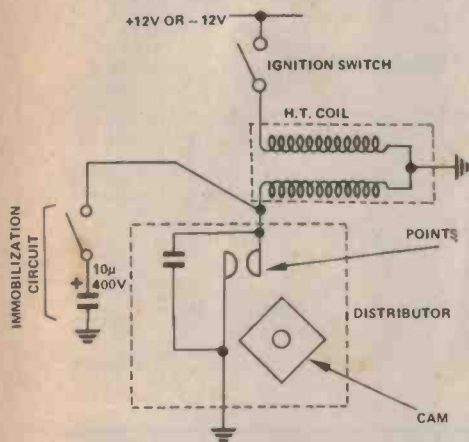 +12V OR – 12V
IGNITION SWITCH
H.T. COIL
IMMOBILIZATION
CIRCUIT
10μ
+
400V
POINTS
DISTRIBUTOR
CAM